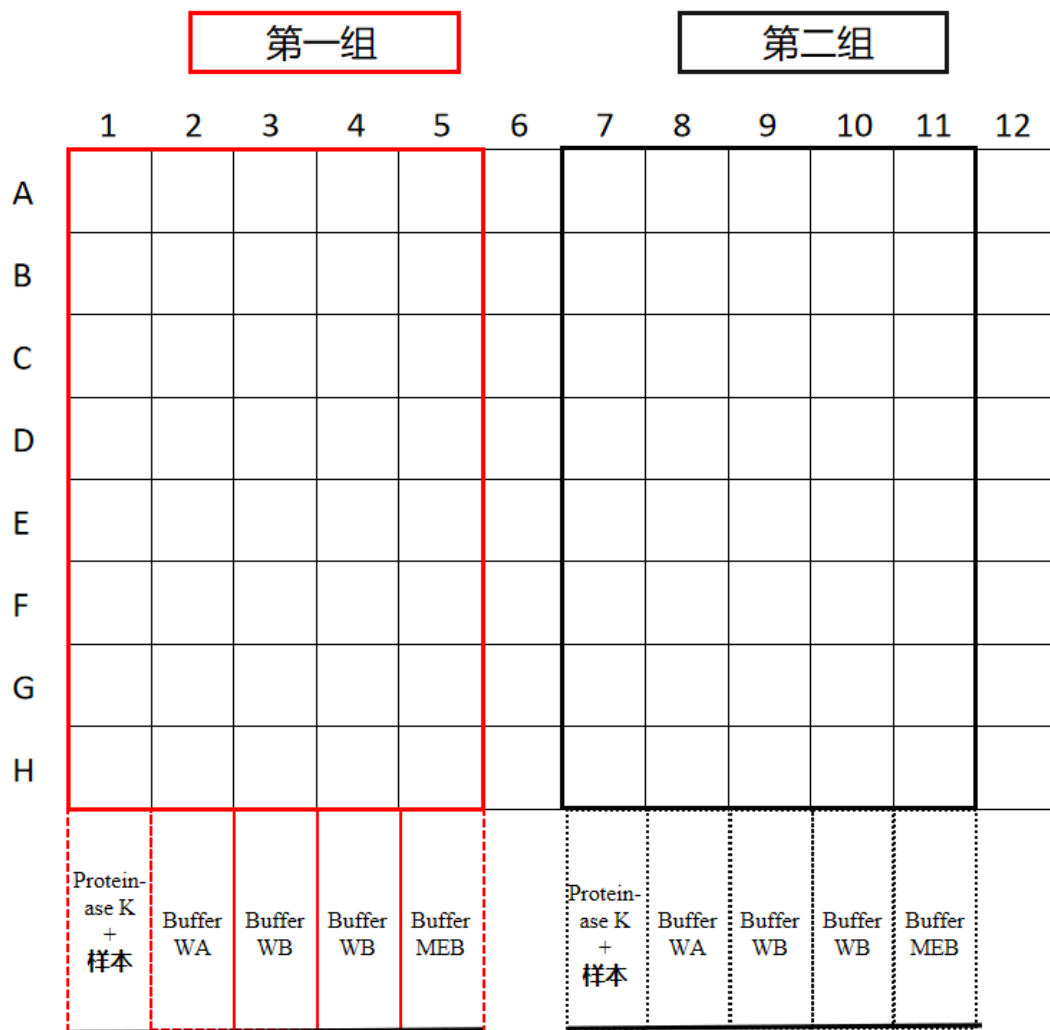 第一组 第二组
1 2 3 4 5 6 7 8 9 10 11 12
A
B
C
D
E
F
G
H
Protein-
ase K
+
样本
Buffer
WA
Buffer
WB
Buffer
WB
Buffer
MEB
Protein-
ase K
+
样本
Buffer
WA
Buffer
WB
Buffer
WB
Buffer
MEB